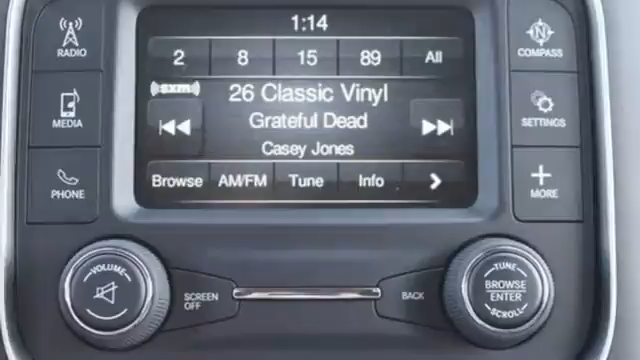 1:14
2 8 15 89 All
((sxm))
26 Classic Vinyl
Grateful Dead
Casey Jones
Browse AM/FM Tune Info
RADIO
MEDIA
PHONE
N
COMPASS
SETTINGS
MORE
VOLUME
SCREEN
OFF
BACK
TUNE
BROWSE
ENTER
SCROLL